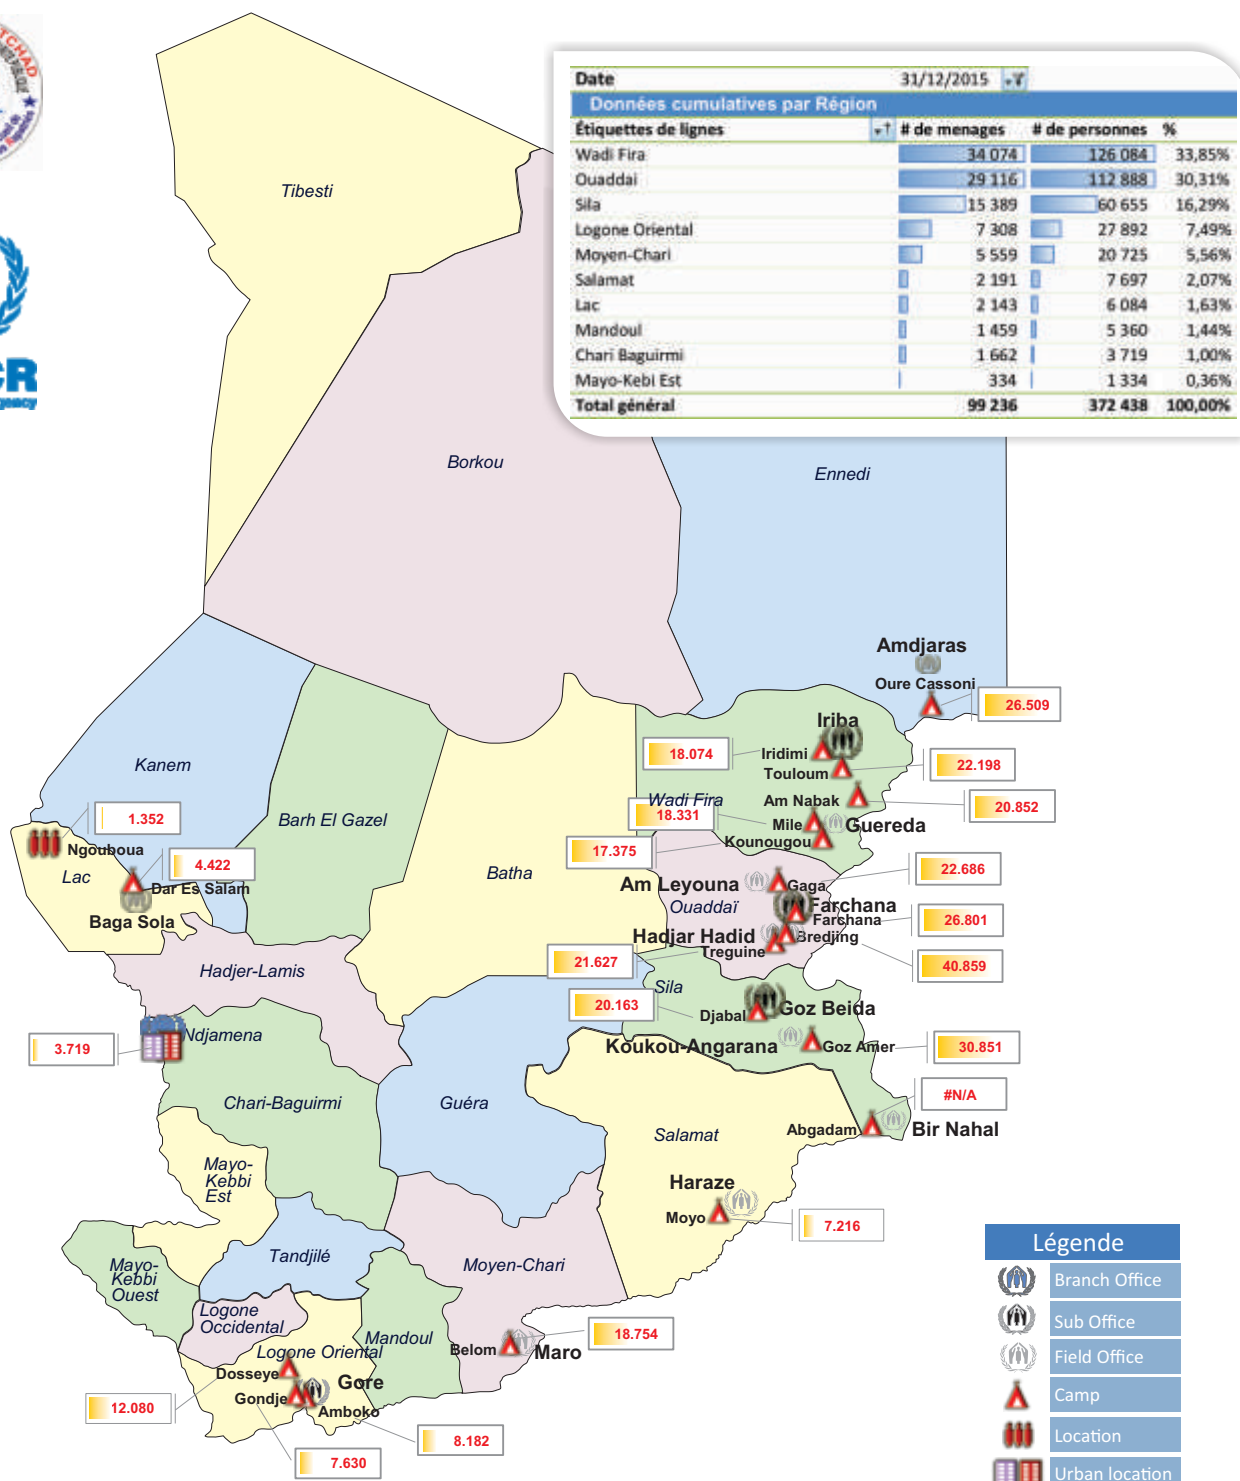 TCHAD
CR
Date 31/12/2015
Données cumulatives par Région
Étiquettes de lignes # de menages # de personnes %
Wadi Fira 34 074 126 084 33,85%
Ouaddai 29 116 112 888 30,31%
Sila 15 389 60 655 16,29%
Logone Oriental 7 308 27 892 7,49%
Moyen-Chari 5 559 20 725 5,56%
Salamat 2 191 7 697 2,07%
Lac 2 143 6 084 1,63%
Mandoul 1 459 5 360 1,44%
Chari Baguirmi 1 662 3 719 1,00%
Mayo-Kebi Est 334 1 334 0,36%
Total général 99 236 372 438 100,00%
Tibesti
Borkou
Ennedi
Amdjaras
Oure Cassoni
26.509
Iriba
18.074
Iridimi
Touloum
22.198
Kanem
Wadi Fira
Am Nabak
20.852
1.352
18.331
Mile
Guereda
Barh El Gazel
Kounougou
17.375
Ngouboua
4.422
Lac
Dar Es Salam
Batha
Am Leyouna
Gaga
22.686
Ouaddaï
Farchana
Farchana
26.801
Baga Sola
Hadjar Hadid
Bredjing
Treguine
21.627
40.859
Hadjer-Lamis
Sila
20.163
Djabal
Goz Beida
Ndjamena
3.719
Koukou-Angarana
Goz Amer
30.851
#N/A
Chari-Baguirmi
Guéra
Abgadam
Bir Nahal
Salamat
Mayo-
Kebbi
Est
Haraze
Moyo
7.216
Légende
Tandjilé
Moyen-Chari
Mayo-
Kebbi
Ouest
Branch Office
Logone
Occidental
Sub Office
Mandoul
18.754
Logone Oriental
Belom
Maro
Field Office
Dosseye
Gore
Gondje
Camp
12.080
Amboko
8.182
Location
7.630
Urban location